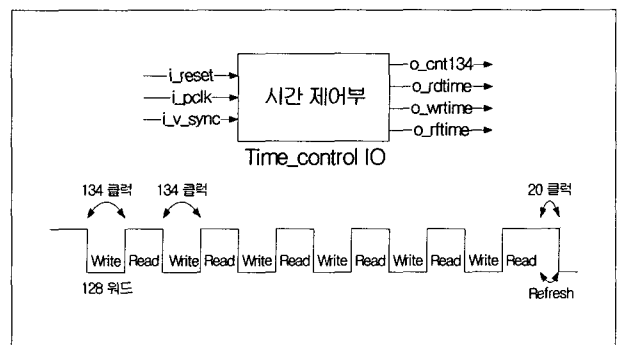 i_reset
i_pclk
i_v_sync
시간 제어부
o_cnt134
o_rdtime
o_wrtime
o_rftime
Time_control IO
134 클럭
134 클럭
20 클럭
Write Read Write Read Write Read Write Read Write Read Write Read
128 워드
Refresh